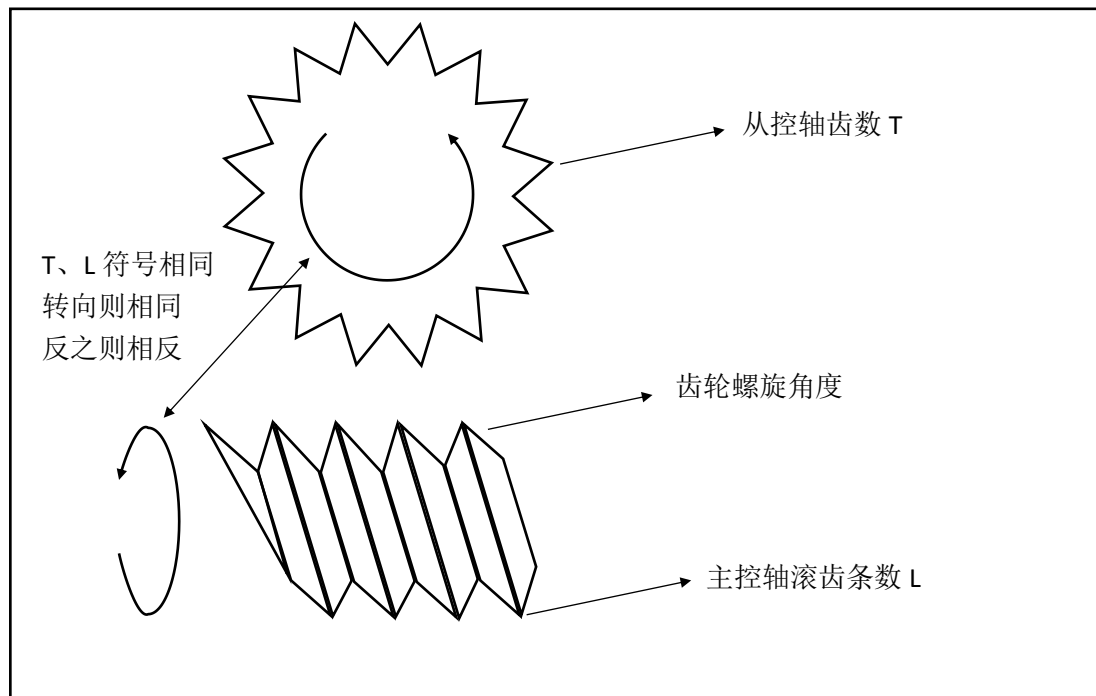 从控轴齿数 T
T、L 符号相同
转向则相同
反之则相反
齿轮螺旋角度
主控轴滚齿条数 L